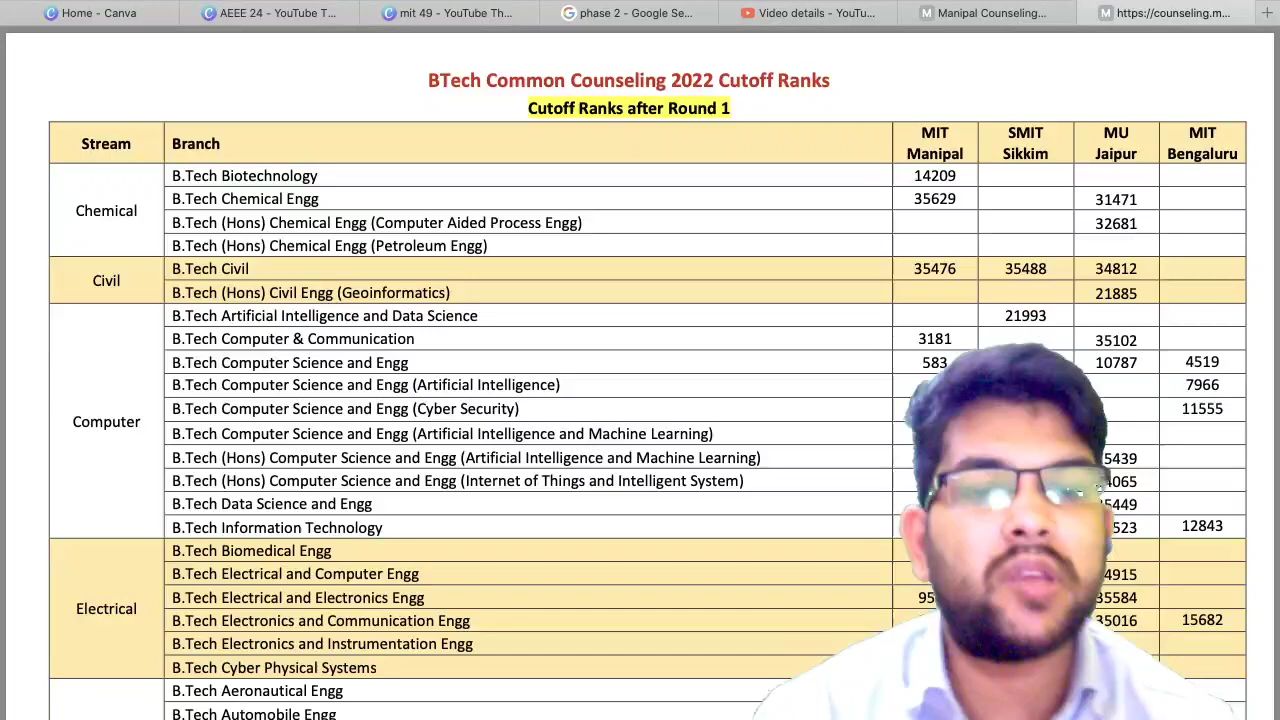 Home - Canva
AEEE 24 - YouTube T...
mit 49 - YouTube Th...
phase 2 - Google Se...
Video details - YouTu...
Manipal Counseling...
https://counseling.m...
BTech Common Counseling 2022 Cutoff Ranks
Cutoff Ranks after Round 1
Stream Branch MIT Manipal SMIT Sikkim MU Jaipur MIT Bengaluru
Chemical
B.Tech Biotechnology 14209
B.Tech Chemical Engg 35629 31471
B.Tech (Hons) Chemical Engg (Computer Aided Process Engg) 32681
B.Tech (Hons) Chemical Engg (Petroleum Engg)
Civil
B.Tech Civil 35476 35488 34812
B.Tech (Hons) Civil Engg (Geoinformatics) 21885
Computer
B.Tech Artificial Intelligence and Data Science 21993
B.Tech Computer & Communication 3181 35102
B.Tech Computer Science and Engg 583 10787 4519
B.Tech Computer Science and Engg (Artificial Intelligence) 7966
B.Tech Computer Science and Engg (Cyber Security) 11555
B.Tech Computer Science and Engg (Artificial Intelligence and Machine Learning)
B.Tech (Hons) Computer Science and Engg (Artificial Intelligence and Machine Learning) 5439
B.Tech (Hons) Computer Science and Engg (Internet of Things and Intelligent System) 065
B.Tech Data Science and Engg 5449
B.Tech Information Technology 523 12843
Electrical
B.Tech Biomedical Engg
B.Tech Electrical and Computer Engg 4915
B.Tech Electrical and Electronics Engg 95 35584
B.Tech Electronics and Communication Engg 35016 15682
B.Tech Electronics and Instrumentation Engg
B.Tech Cyber Physical Systems
B.Tech Aeronautical Engg
B.Tech Automobile Engg